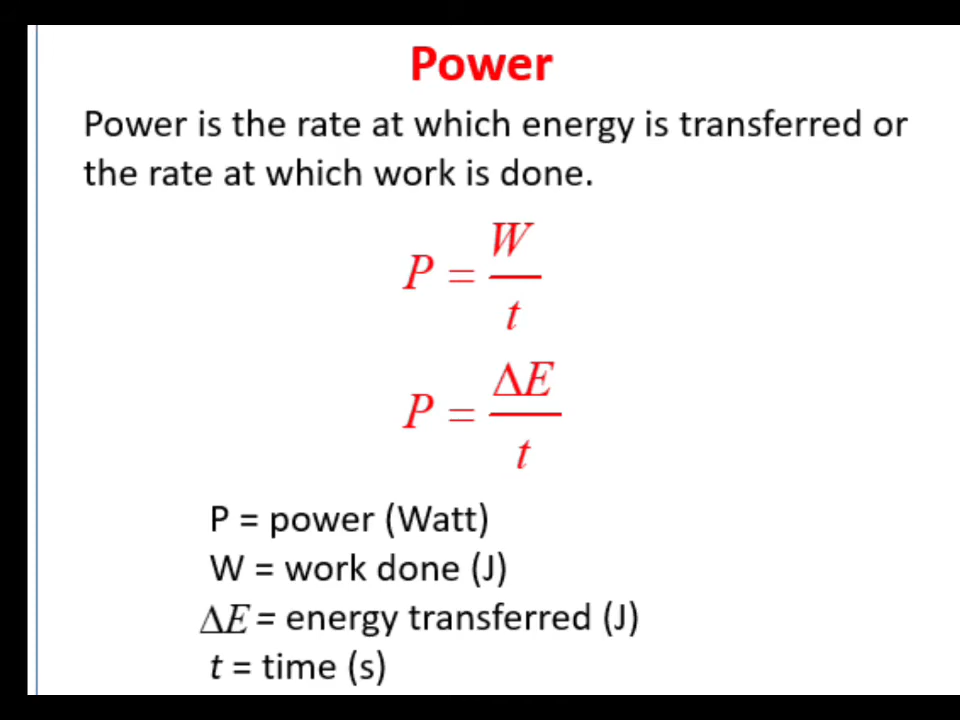 Power
Power is the rate at which energy is transferred or
the rate at which work is done.
P = W/t
P = ΔE/t
P = power (Watt)
W = work done (J)
ΔE = energy transferred (J)
t = time (s)